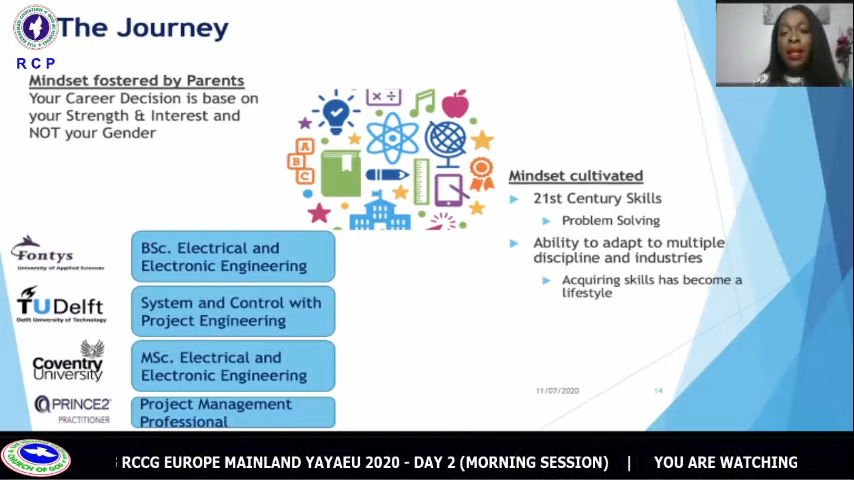 The Journey
RCP
Mindset fostered by Parents
Your Career Decision is base on
your Strength & Interest and
NOT your Gender
A
B
C
Mindset cultivated
21st Century Skills
Problem Solving
Ability to adapt to multiple
discipline and industries
Acquiring skills has become a
lifestyle
Fontys
University of Applied Sciences
BSc. Electrical and
Electronic Engineering
TUDelft
Delft University of Technology
System and Control with
Project Engineering
Coventry
University
MSc. Electrical and
Electronic Engineering
PRINCE2
PRACTITIONER
Project Management
Professional
11/07/2020
14
CHURCH OF GOD
RCCG EUROPE MAINLAND YAYAEU 2020 - DAY 2 (MORNING SESSION) | YOU ARE WATCHING